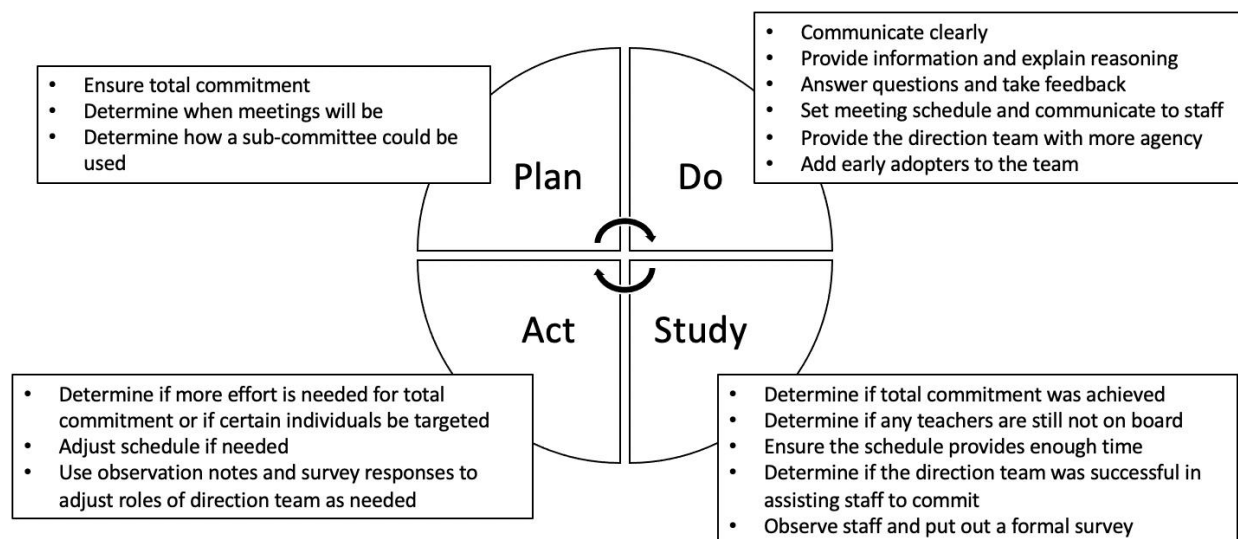 • Ensure total commitment
• Determine when meetings will be
• Determine how a sub-committee could be
used
Plan
• Communicate clearly
• Provide information and explain reasoning
• Answer questions and take feedback
• Set meeting schedule and communicate to staff
• Provide the direction team with more agency
• Add early adopters to the team
Do
Act
• Determine if more effort is needed for total
commitment or if certain individuals be targeted
• Adjust schedule if needed
• Use observation notes and survey responses to
adjust roles of direction team as needed
Study
• Determine if total commitment was achieved
• Determine if any teachers are still not on board
• Ensure the schedule provides enough time
• Determine if the direction team was successful in
assisting staff to commit
• Observe staff and put out a formal survey